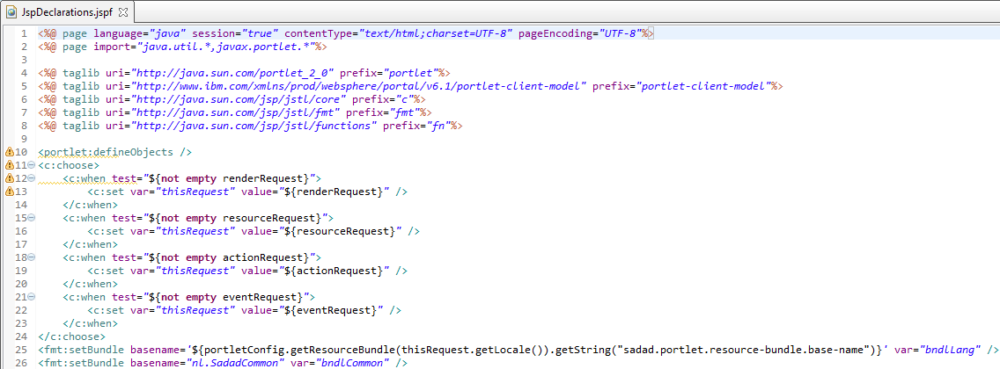 JspDeclarations.jspf
1 <%@ page language="java" session="true" contentType="text/html;charset=UTF-8" pageEncoding="UTF-8"%>
2 <%@ page import="java.util.*,javax.portlet.*"%>
3
4 <%@ taglib uri="http://java.sun.com/portlet_2_0" prefix="portlet"%>
5 <%@ taglib uri="http://www.ibm.com/xmlns/prod/websphere/portal/v6.1/portlet-client-model" prefix="portlet-client-model"%>
6 <%@ taglib uri="http://java.sun.com/jsp/jstl/core" prefix="c"%>
7 <%@ taglib uri="http://java.sun.com/jsp/jstl/fmt" prefix="fmt"%>
8 <%@ taglib uri="http://java.sun.com/jsp/jstl/functions" prefix="fn"%>
9
10 <portlet:defineObjects />
11 <c:choose>
12 <c:when test="${not empty renderRequest}">
13 <c:set var="thisRequest" value="${renderRequest}" />
14 </c:when>
15 <c:when test="${not empty resourceRequest}">
16 <c:set var="thisRequest" value="${resourceRequest}" />
17 </c:when>
18 <c:when test="${not empty actionRequest}">
19 <c:set var="thisRequest" value="${actionRequest}" />
20 </c:when>
21 <c:when test="${not empty eventRequest}">
22 <c:set var="thisRequest" value="${eventRequest}" />
23 </c:when>
24 </c:choose>
25 <fmt:setBundle basename='${portletConfig.getResourceBundle(thisRequest.getLocale()).getString("sadad.portlet.resource-bundle.base-name")}' var="bndlLang" />
26 <fmt:setBundle basename="nl.SadadCommon" var="bndlCommon" />